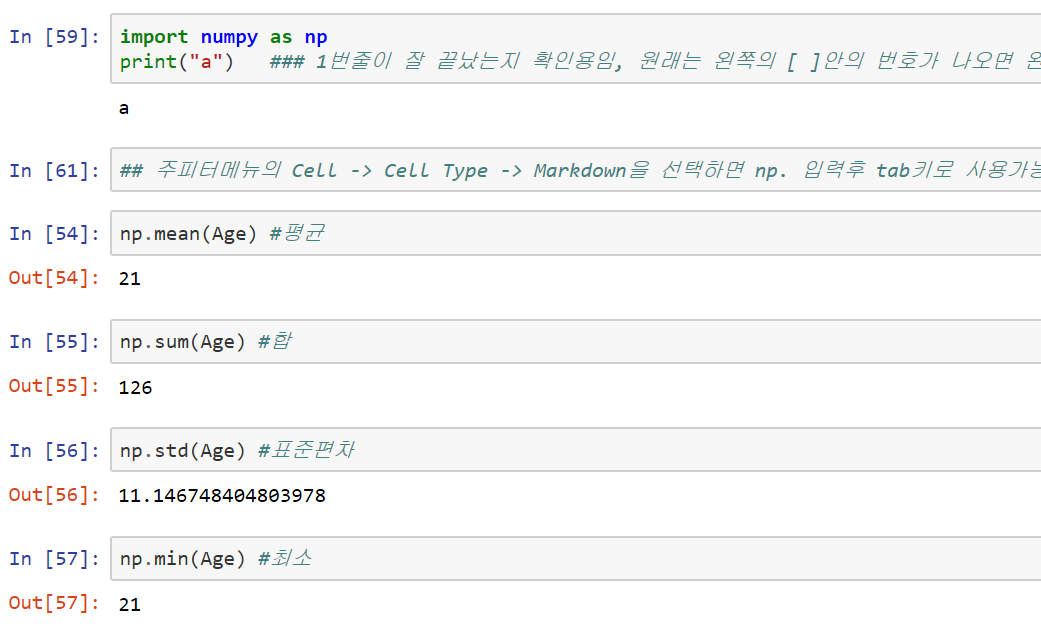 In [59]: import numpy as np
print("a") ### 1번줄이 잘 끝났는지 확인용임, 원래는 왼쪽의 [ ]안의 번호가 나오면
a
In [61]: ## 주피터메뉴의 Cell -> Cell Type -> Markdown을 선택하면 np. 입력후 tab키로 사용가능
In [54]: np.mean(Age) #평균
Out[54]: 21
In [55]: np.sum(Age) #합
Out[55]: 126
In [56]: np.std(Age) #표준편차
Out[56]: 11.146748404803978
In [57]: np.min(Age) #최소
Out[57]: 21